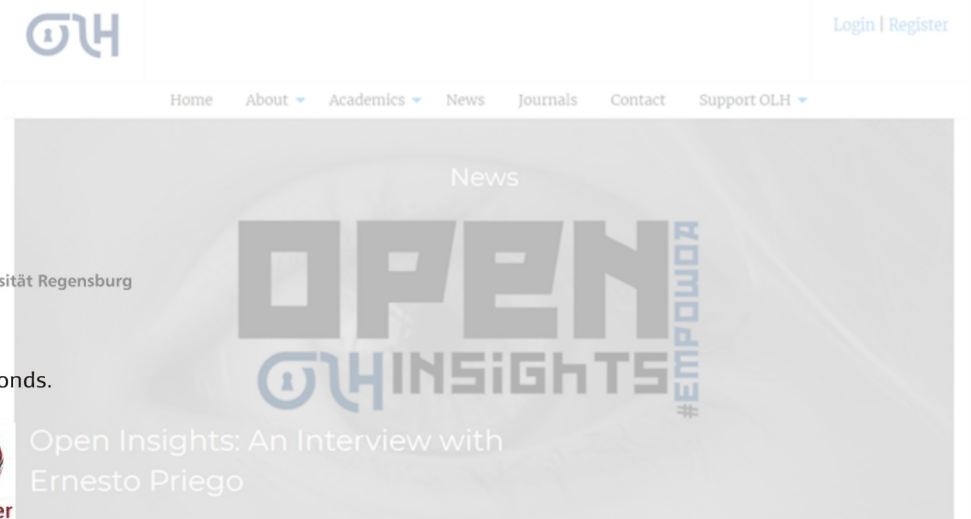 OLH
Login | Register
Home About Academics News Journals Contact Support OLH
News
OPEN
#EMPOWOA
sität Regensburg
OLH INSiGhTS
onds.
Open Insights: An Interview with
Ernesto Priego
er